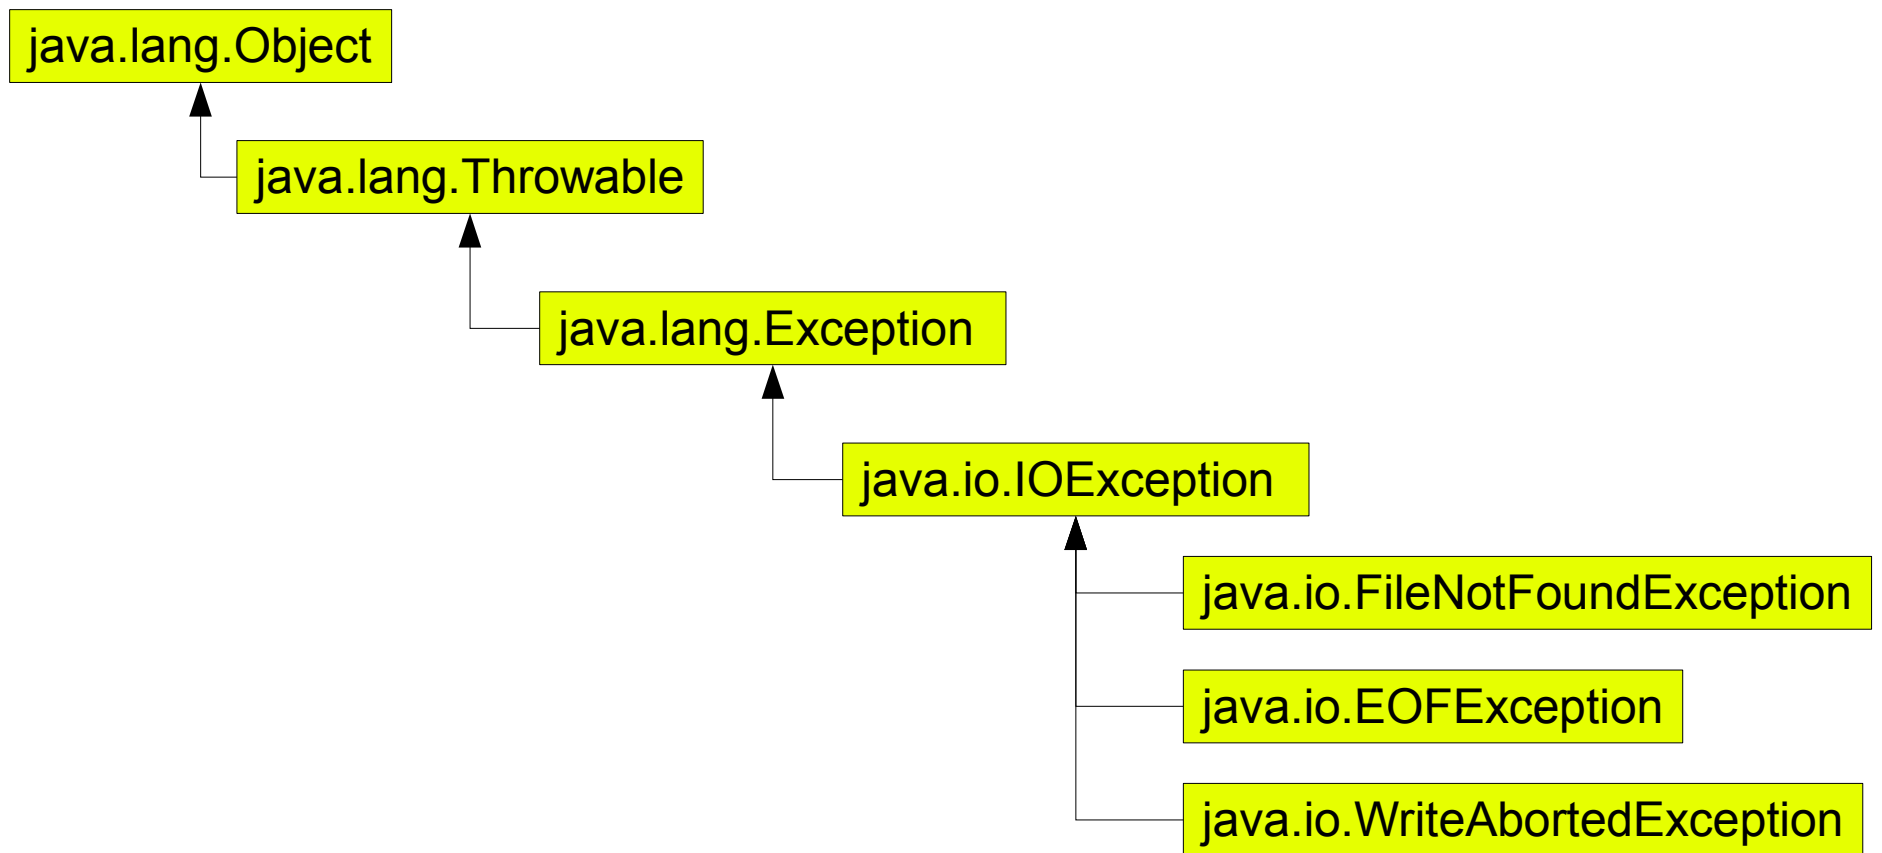 java.lang.Object
java.lang.Throwable
java.lang.Exception
java.io.IOException
java.io.FileNotFoundException
java.io.EOFException
java.io.WriteAbortedException